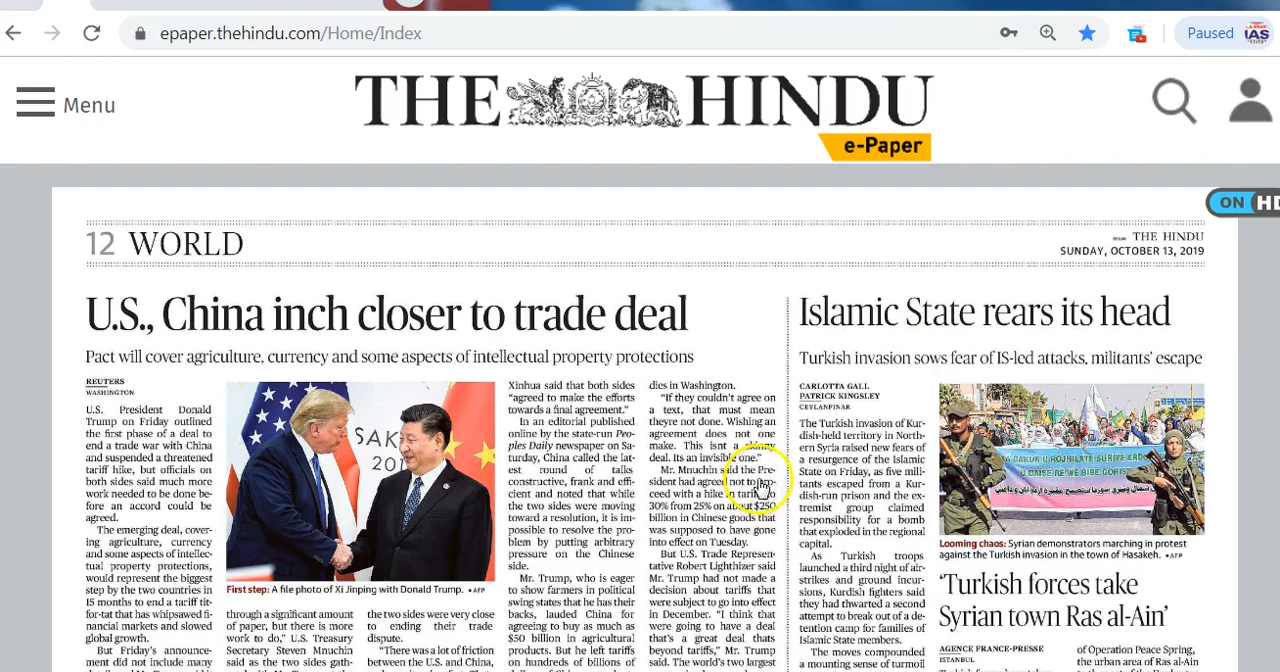 epaper.thehindu.com/Home/Index
Paused
IAS
Menu
THE HINDU
e-Paper
ON HD
12 WORLD
THE HINDU
SUNDAY, OCTOBER 13, 2019
U.S., China inch closer to trade deal
Pact will cover agriculture, currency and some aspects of intellectual property protections
REUTERS
WASHINGTON
U.S. President Donald
Trump on Friday outlined
the first phase of a deal to
end a trade war with China
and suspended a threatened
tariff hike, but officials on
both sides said much more
work needed to be done be-
fore an accord could be
agreed.
The emerging deal, cover-
ing agriculture, currency
and some aspects of intellec-
tual property protections,
would represent the biggest
step by the two countries in
15 months to end a tariff tit-
for-tat that has whipsawed fi-
nancial markets and slowed
global growth.
But Friday's announce-
ment did not include many
SAKA
201
First step: A file photo of Xi Jinping with Donald Trump. • AFP
through a significant amount
of paper, but there is more
work to do," U.S. Treasury
Secretary Steven Mnuchin
said as the two sides gath-
the two sides were very close
to ending their trade
dispute.
"There was a lot of friction
between the U.S. and China,
Xinhua said that both sides
"agreed to make the efforts
towards a final agreement."
In an editorial published
online by the state-run Peo-
ples Daily newspaper on Sa-
turday, China called the lat-
est round of talks
constructive, frank and effi-
cient and noted that while
the two sides were moving
toward a resolution, it is im-
possible to resolve the pro-
blem by putting arbitrary
pressure on the Chinese
side.
Mr. Trump, who is eager
to show farmers in political
swing states that he has their
backs, lauded China for
agreeing to buy as much as
$50 billion in agricultural
products. But he left tariffs
on hundreds of billions of
dies in Washington.
"If they couldn't agree on
a text, that must mean
theyre not done. Wishing an
agreement does not one
make. This isnt a skinny
deal. Its an invisible one."
Mr. Mnuchin said the Pre-
sident had agreed not to pro-
ceed with a hike in tariffs to
30% from 25% on about $250
billion in Chinese goods that
was supposed to have gone
into effect on Tuesday.
But U.S. Trade Represen-
tative Robert Lighthizer said
Mr. Trump had not made a
decision about tariffs that
were subject to go into effect
in December. "I think that
were going to have a deal
that's a great deal thats
beyond tariffs," Mr. Trump
said. The world's two largest
Islamic State rears its head
Turkish invasion sows fear of IS-led attacks, militants' escape
CARLOTTA GALL
PATRICK KINGSLEY
CEYLANPINAR
The Turkish invasion of Kur-
dish-held territory in North-
ern Syria raised new fears of
a resurgence of the Islamic
State on Friday, as five mili-
tants escaped from a Kur-
dish-run prison and the ex-
tremist group claimed
responsibility for a bomb
that exploded in the regional
capital.
As Turkish troops
launched a third night of air-
strikes and ground incur-
sions, Kurdish fighters said
they had thwarted a second
attempt to break out of a de-
tention camp for families of
Islamic State members.
The moves compounded
a mounting sense of turmoil
Looming chaos: Syrian demonstrators marching in protest
against the Turkish invasion in the town of Hasakeh. • AFP
'Turkish forces take
Syrian town Ras al-Ain'
AGENCE FRANCE-PRESSE
ISTANBUL
of Operation Peace Spring,
the urban area of Ras al-Ain